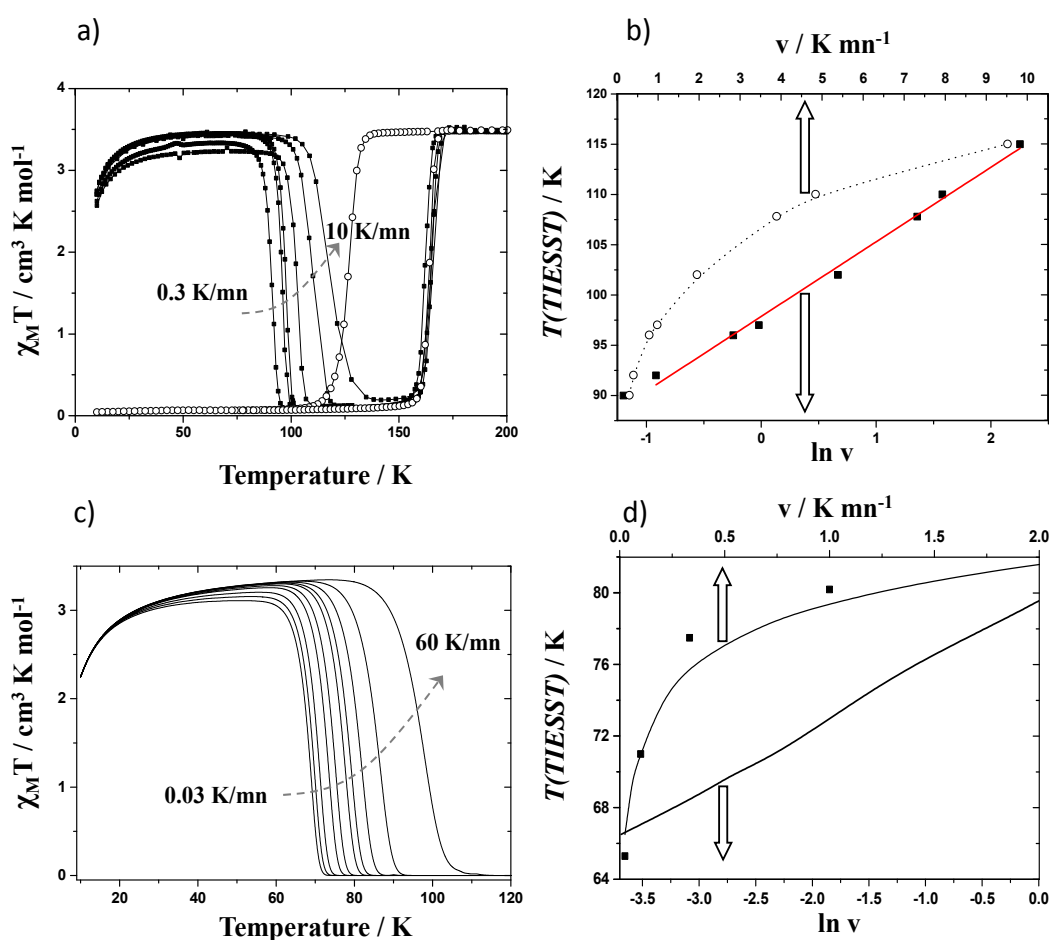 a)
χMT / cm³ K mol⁻¹
4
3
2
1
0
0.3 K/mn
10 K/mn
0 50 100 150 200
Temperature / K
b)
v / K mn⁻¹
0 1 2 3 4 5 6 7 8 9 10
T(TIESST) / K
120
115
110
105
100
95
90
-1 0 1 2
ln v
c)
χMT / cm³ K mol⁻¹
3
2
1
0
60 K/mn
0.03 K/mn
20 40 60 80 100 120
Temperature / K
d)
v / K mn⁻¹
0.0 0.5 1.0 1.5 2.0
T(TIESST) / K
80
76
72
68
64
-3.5 -3.0 -2.5 -2.0 -1.5 -1.0 -0.5 0.0
ln v